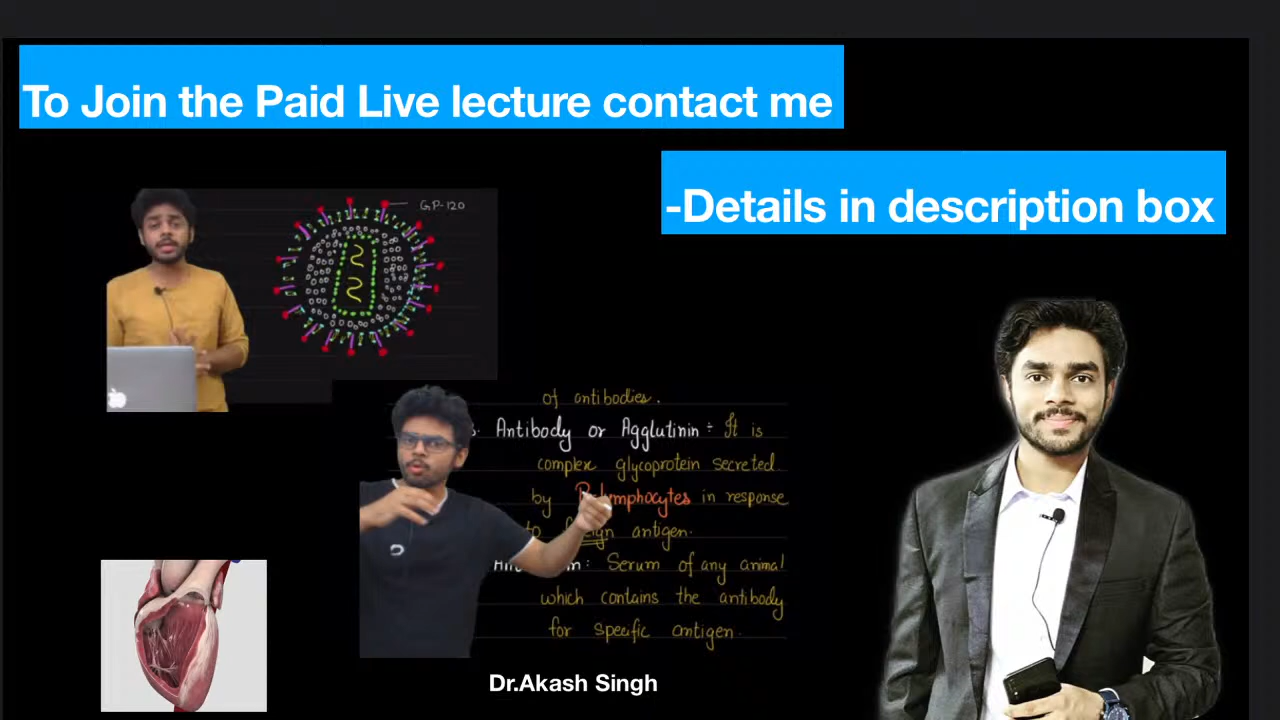 To Join the Paid Live lecture contact me
-Details in description box
GP-120
of antibodies.
s. Antibody or Agglutinin : It is
complex glycoprotein secreted
by lymphocytes in response
to antigen.
: Serum of any animal
which contains the antibody
for specific antigen.
Dr.Akash Singh